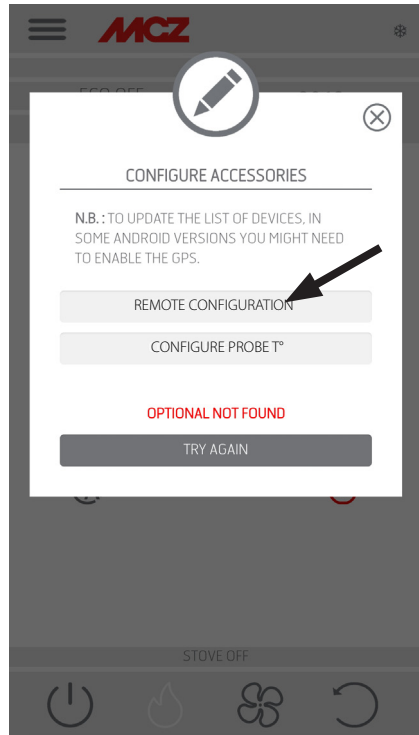 MCZ
CONFIGURE ACCESSORIES
N.B. : TO UPDATE THE LIST OF DEVICES, IN
SOME ANDROID VERSIONS YOU MIGHT NEED
TO ENABLE THE GPS.
REMOTE CONFIGURATION
CONFIGURE PROBE T°
OPTIONAL NOT FOUND
TRY AGAIN
STOVE OFF